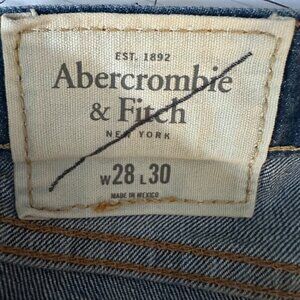 EST. 1892
Abercrombie
& Fitch
NEW YORK
W28 L30
MADE IN MEXICO